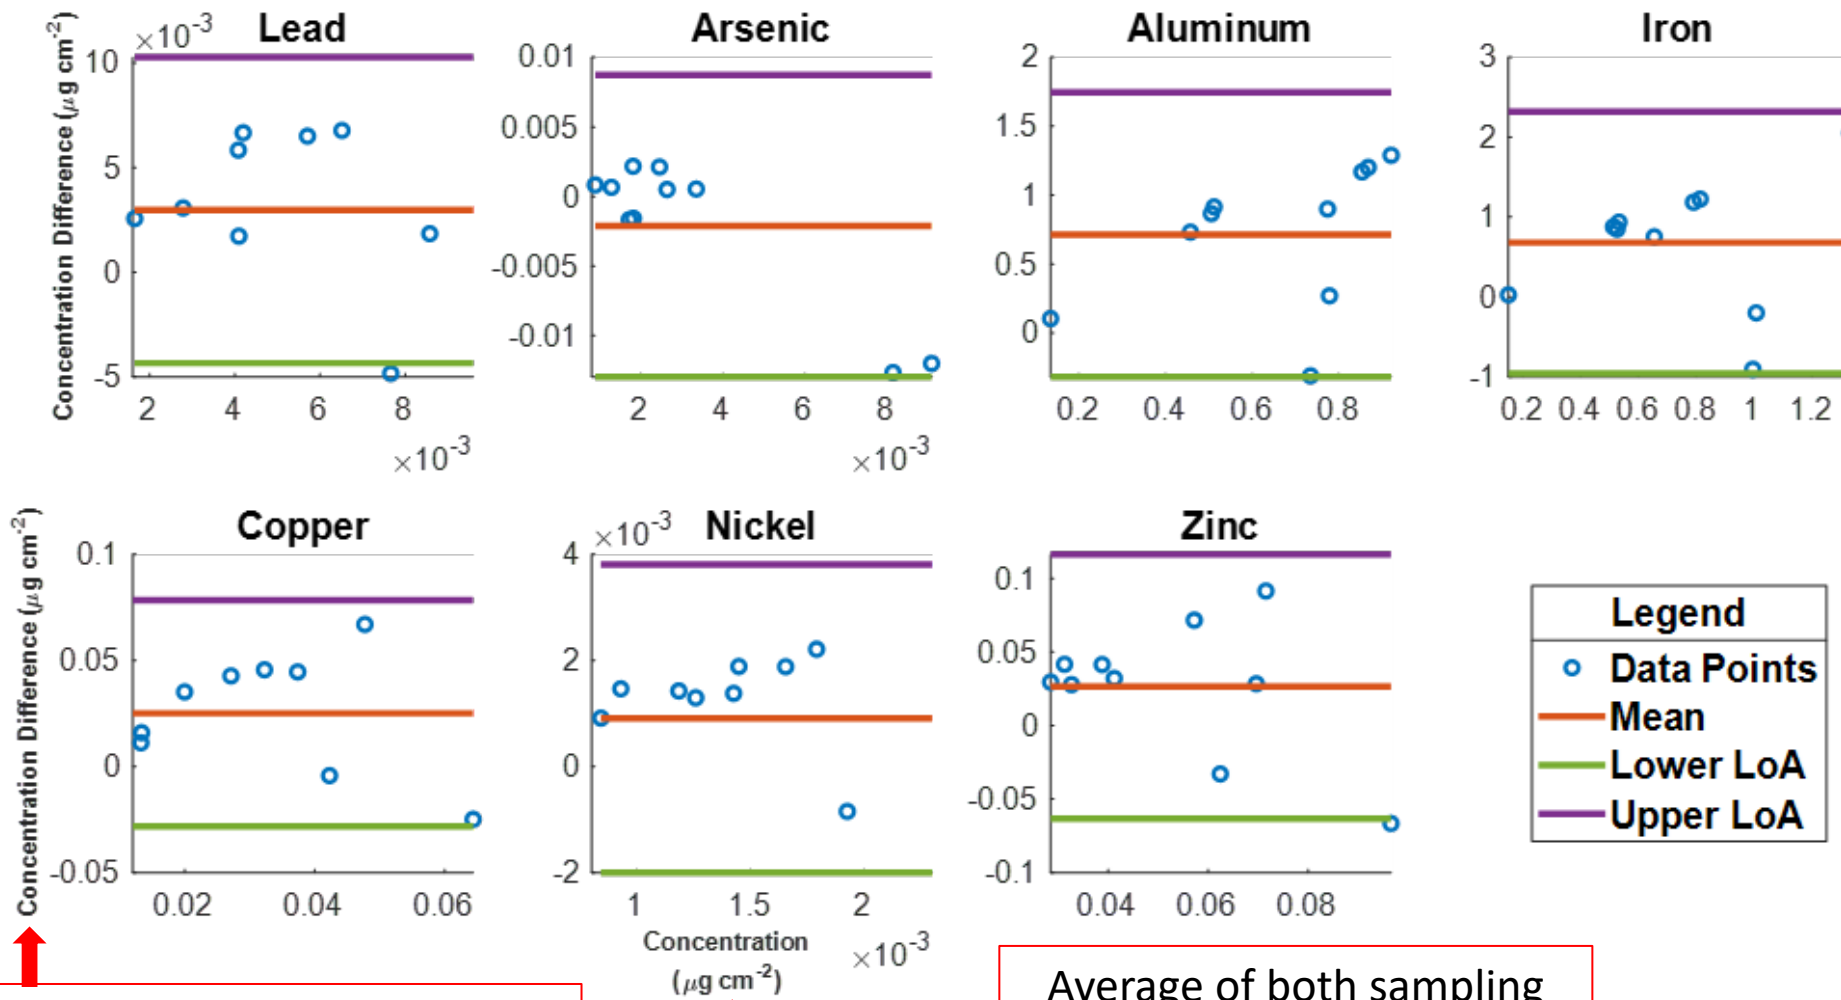 Lead
Arsenic
Aluminum
Iron
Concentration Difference (μg cm-2)
×10-3
10
5
0
-5
2 4 6 8
×10-3
0.01
0.005
0
-0.005
-0.01
2 4 6 8
×10-3
2
1.5
1
0.5
0
0.2 0.4 0.6 0.8
3
2
1
0
-1
0.2 0.4 0.6 0.8 1 1.2
Copper
Nickel
Zinc
Concentration Difference (μg cm-2)
0.1
0.05
0
-0.05
0.02 0.04 0.06
×10-3
4
2
0
-2
1 1.5 2
×10-3
Concentration
(μg cm-2)
0.1
0.05
0
-0.05
-0.1
0.04 0.06 0.08
Legend
Data Points
Mean
Lower LoA
Upper LoA
Average of both sampling